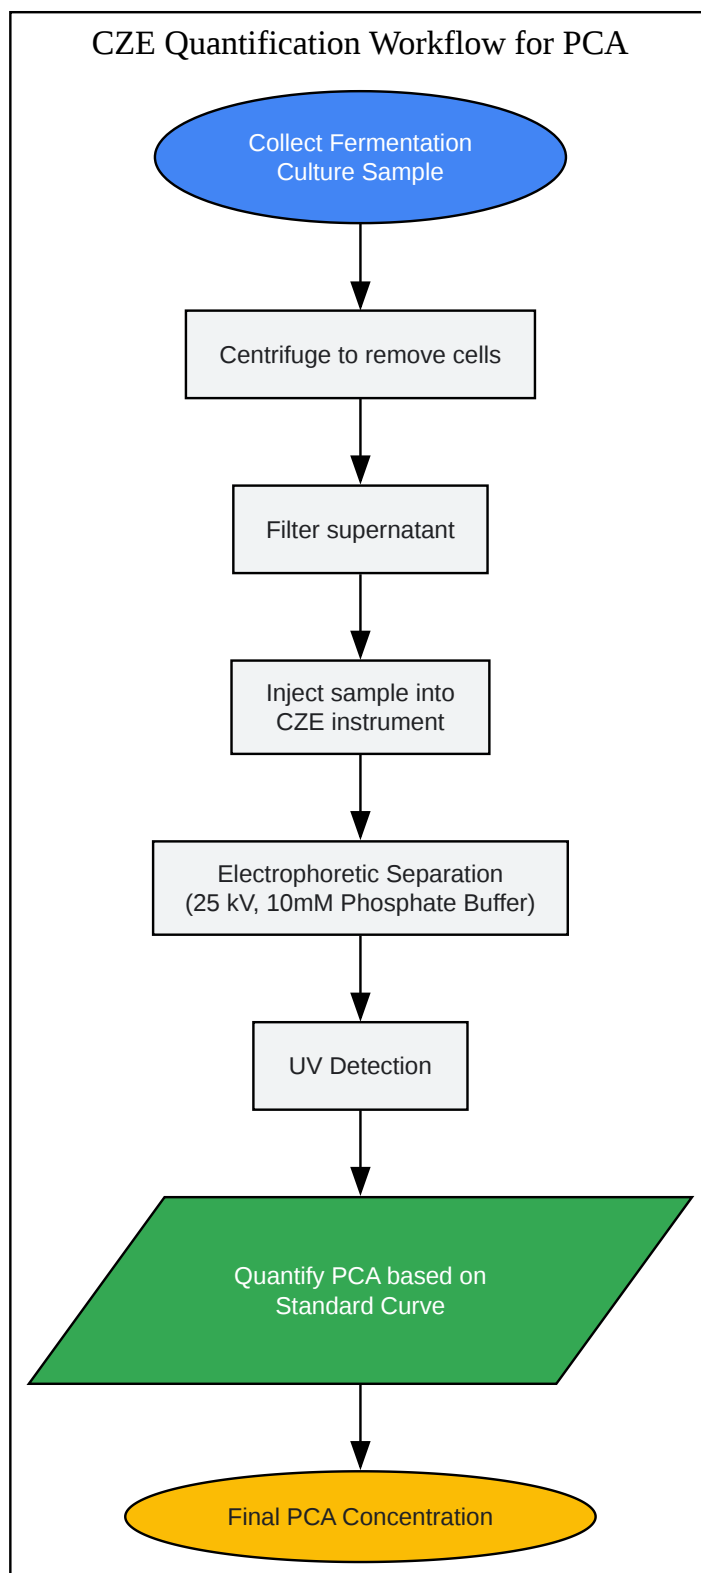 CZE Quantification Workflow for PCA
Collect Fermentation
Culture Sample
Centrifuge to remove cells
Filter supernatant
Inject sample into
CZE instrument
Electrophoretic Separation
(25 kV, 10mM Phosphate Buffer)
UV Detection
Quantify PCA based on
Standard Curve
Final PCA Concentration